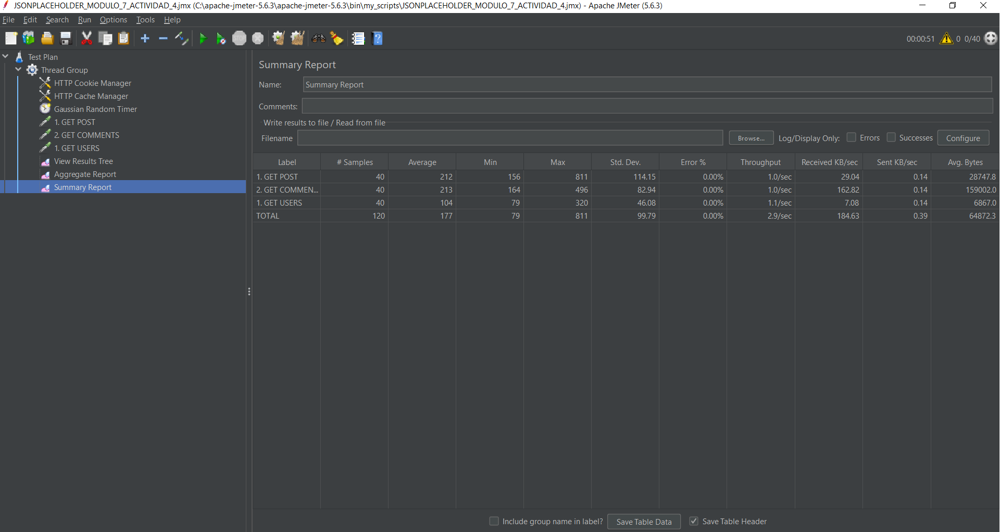 JSONPLACEHOLDER_MODULO_7_ACTIVIDAD_4.jmx (C:\apache-jmeter-5.6.3\apache-jmeter-5.6.3\bin\my_scripts\JSONPLACEHOLDER_MODULO_7_ACTIVIDAD_4.jmx) - Apache JMeter (5.6.3)
File Edit Search Run Options Tools Help
STOP
00:00:51 0 0/40
Test Plan
Thread Group
HTTP Cookie Manager
HTTP Cache Manager
Gaussian Random Timer
1. GET POST
2. GET COMMENTS
1. GET USERS
View Results Tree
Aggregate Report
Summary Report
Summary Report
Name: Summary Report
Comments:
Write results to file / Read from file
Filename Browse... Log/Display Only: Errors Successes Configure
Label # Samples Average Min Max Std. Dev. Error % Throughput Received KB/sec Sent KB/sec Avg. Bytes
1. GET POST 40 212 156 811 114.15 0.00% 1.0/sec 29.04 0.14 28747.8
2. GET COMMEN... 40 213 164 496 82.94 0.00% 1.0/sec 162.82 0.14 159002.0
1. GET USERS 40 104 79 320 46.08 0.00% 1.1/sec 7.08 0.14 6867.0
TOTAL 120 177 79 811 99.79 0.00% 2.9/sec 184.63 0.39 64872.3
Include group name in label? Save Table Data Save Table Header